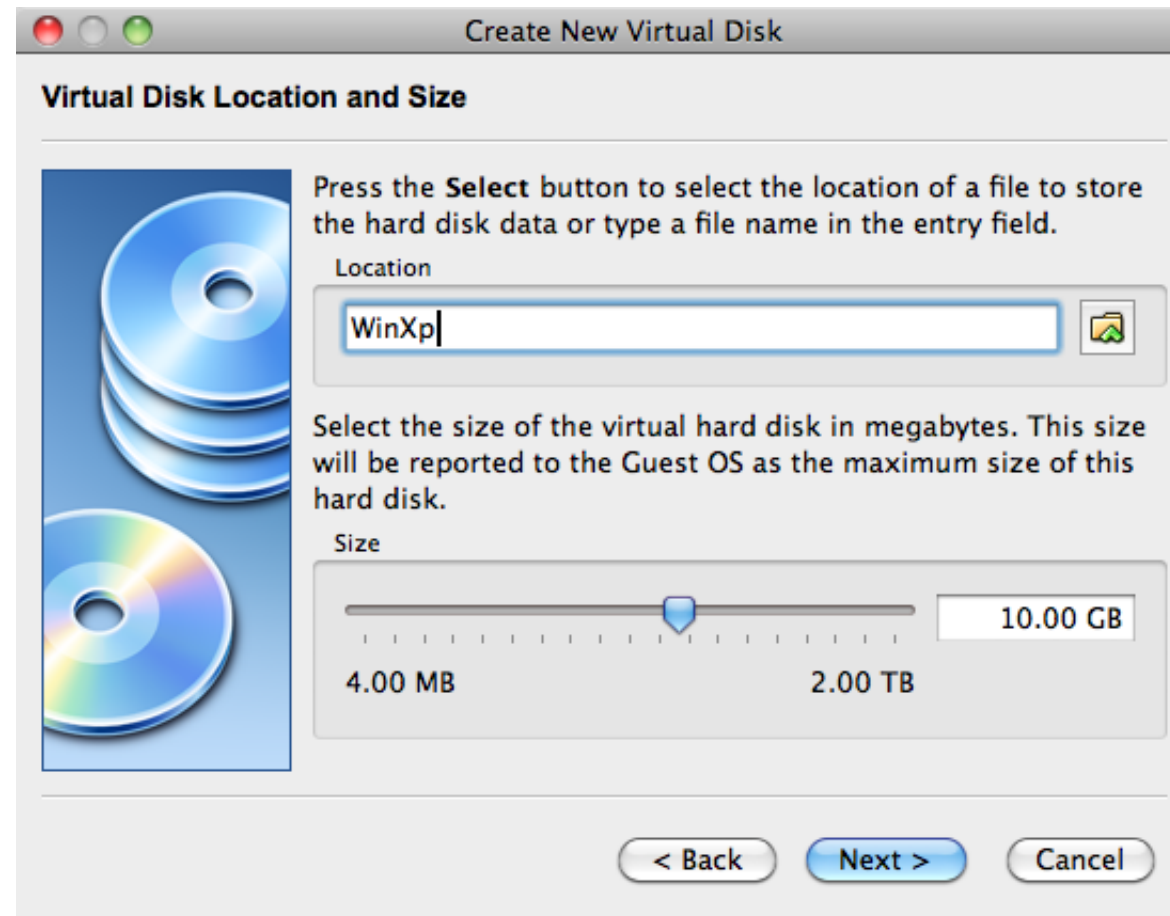 Create New Virtual Disk
Virtual Disk Location and Size
Press the Select button to select the location of a file to store
the hard disk data or type a file name in the entry field.
Location
WinXp
Select the size of the virtual hard disk in megabytes. This size
will be reported to the Guest OS as the maximum size of this
hard disk.
Size
10.00 GB
4.00 MB 2.00 TB
< Back Next > Cancel